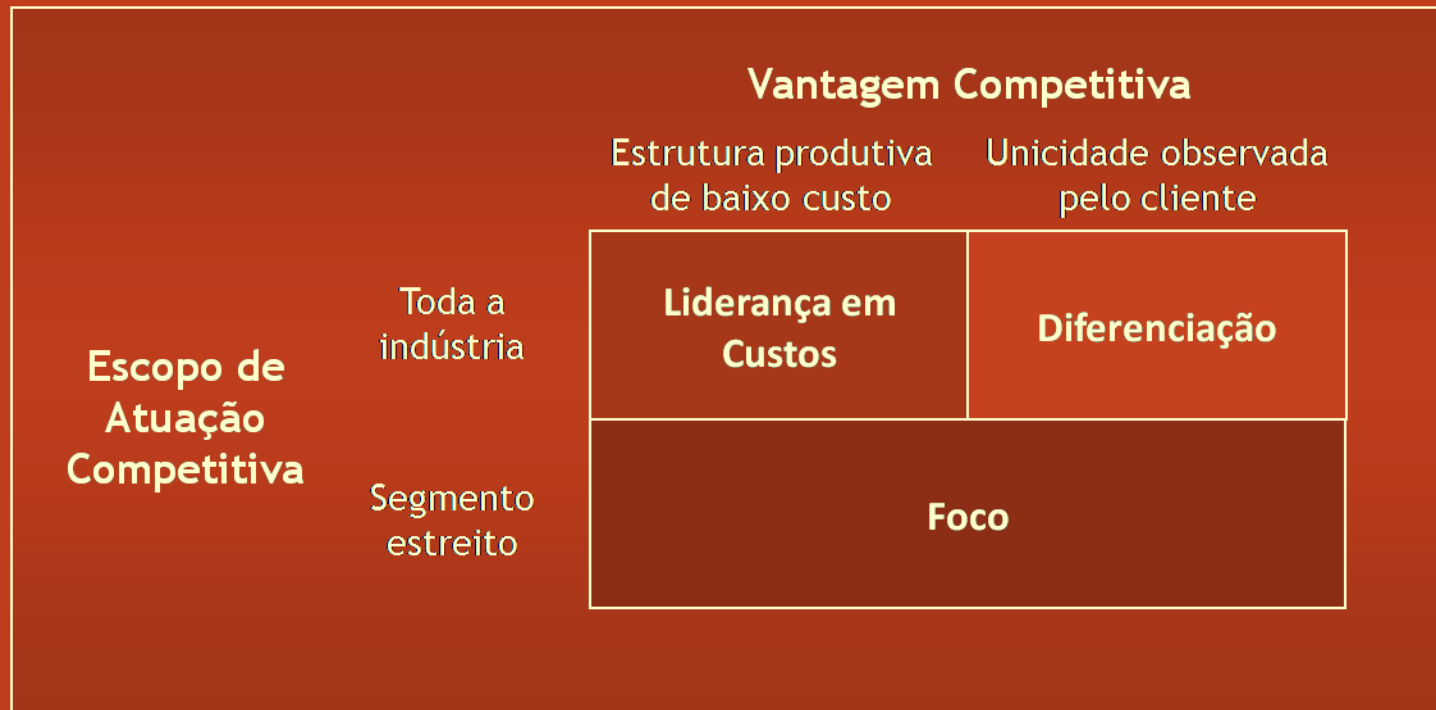 Vantagem Competitiva
Estrutura produtiva
de baixo custo
Unicidade observada
pelo cliente
Escopo de
Atuação
Competitiva
Toda a
indústria
Liderança em
Custos
Diferenciação
Segmento
estreito
Foco